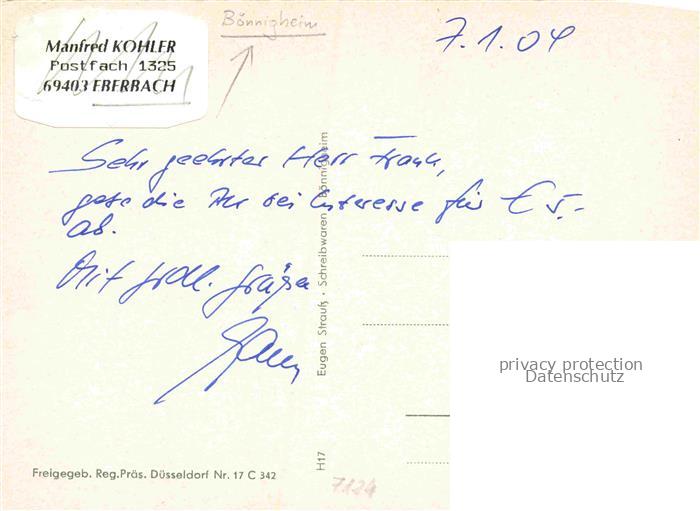 Bönnigheim
7.1.04
Manfred KOHLER
Postfach 1325
69403 EBERBACH
Sehr geehrter Herr Frank,
gebe die AK bei Interesse für € 5.-
ab.
Mit frdl. Grüßen
Eugen Strauß · Schreibwaren · Bönnigheim
H17
Freigegeb. Reg.Präs. Düsseldorf Nr. 17 C 342
7124
privacy protection
Datenschutz